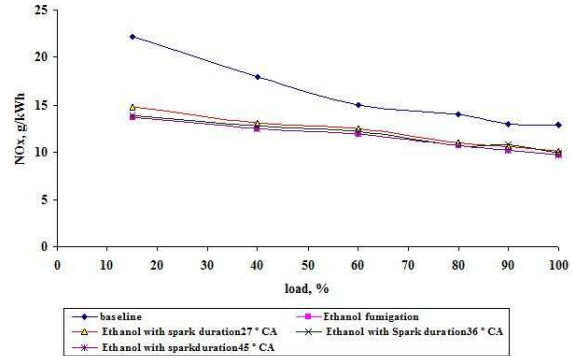 25
20
15
10
5
0
NOx, g/kWh
0 10 20 30 40 50 60 70 80 90 100
load, %
baseline Ethanol fumigation
Ethanol with spark duration27 * CA Ethanol with Spark duration36 * CA
Ethanol with sparkduration45 * CA